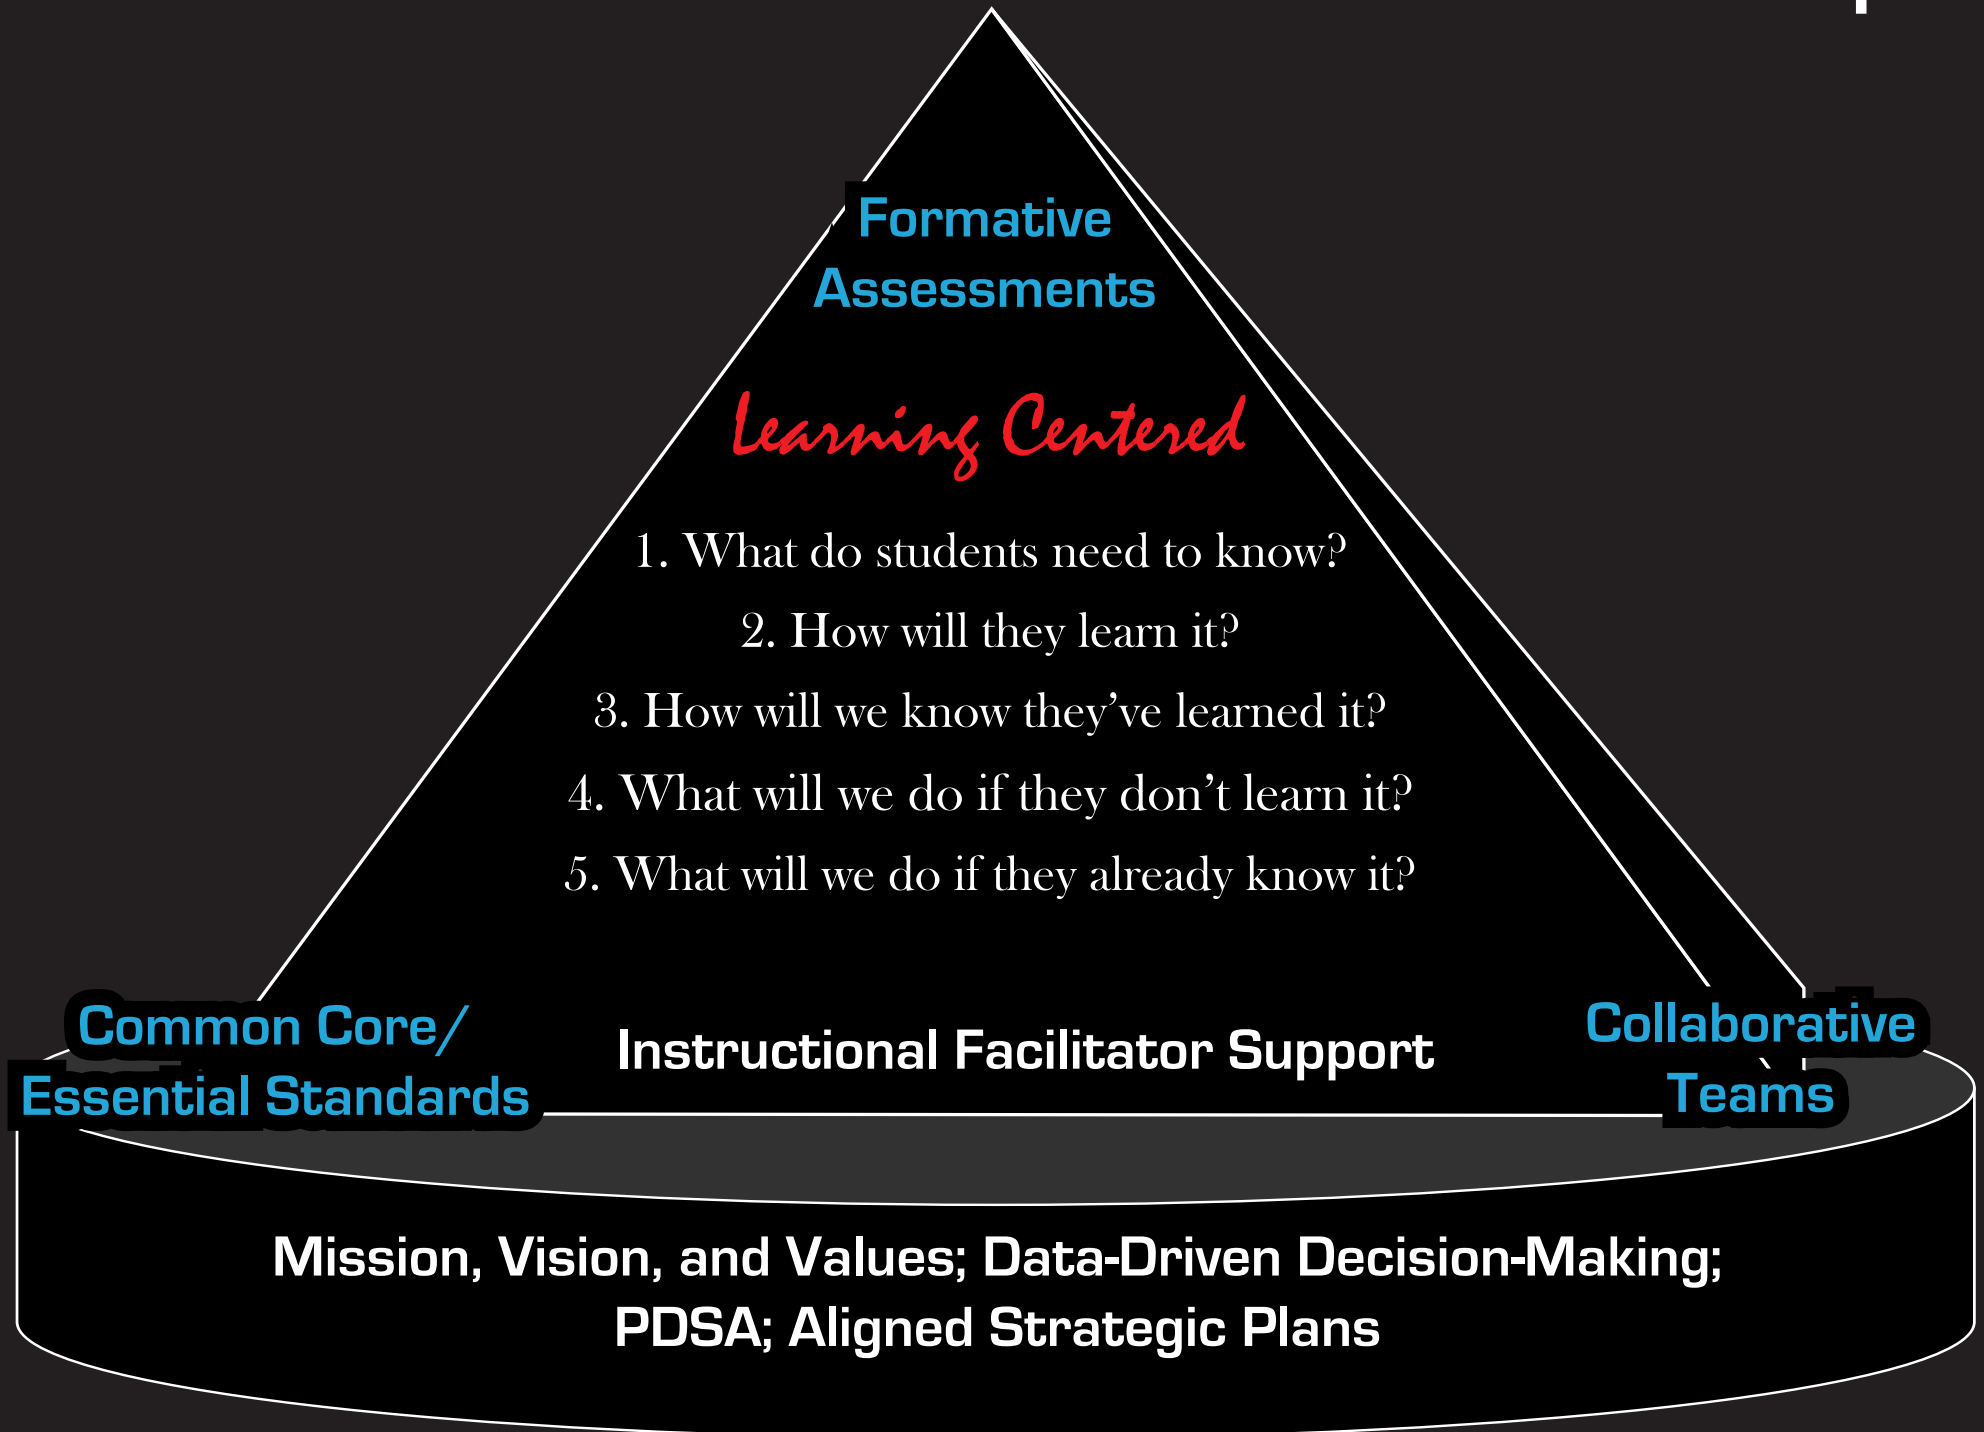 Formative
Assessments
Learning Centered
1. What do students need to know?
2. How will they learn it?
3. How will we know they’ve learned it?
4. What will we do if they don’t learn it?
5. What will we do if they already know it?
Common Core/
Essential Standards
Instructional Facilitator Support
Collaborative
Teams
Mission, Vision, and Values; Data-Driven Decision-Making;
PDSA; Aligned Strategic Plans